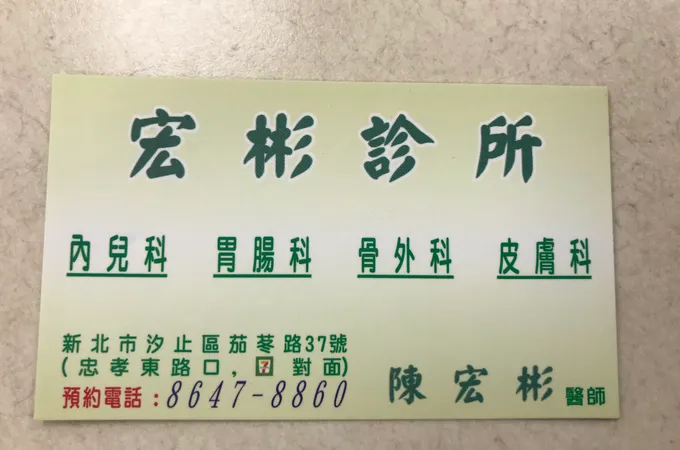 宏彬診所
內兒科 胃腸科 骨外科 皮膚科
新北市汐止區茄苳路37號
(忠孝東路口, 7 對面)
預約電話:8647-8860
陳宏彬 醫師